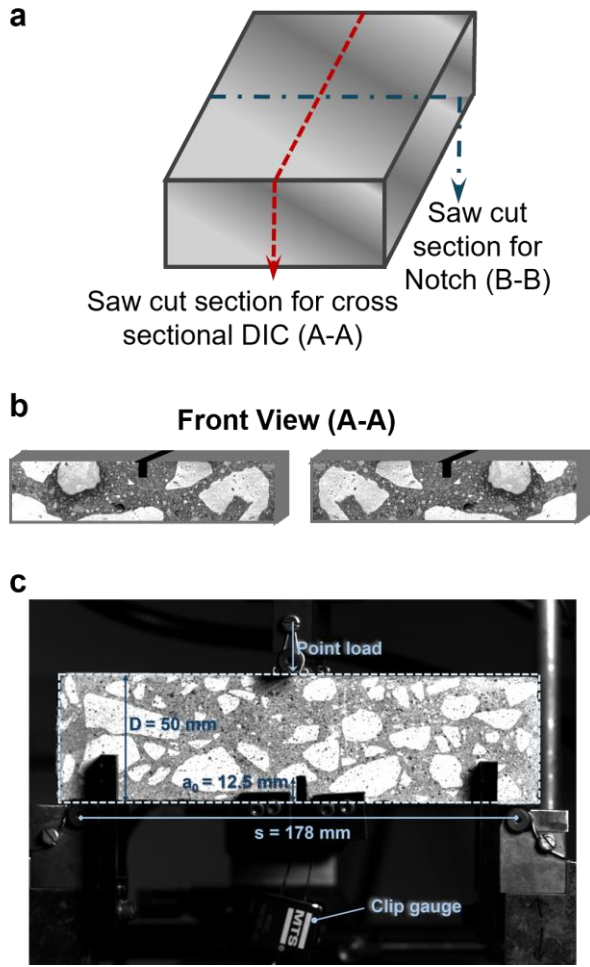 a
Saw cut
section for
Notch (B-B)
Saw cut section for cross
sectional DIC (A-A)
b
Front View (A-A)
c
Point load
D = 50 mm
a₀ = 12.5 mm
s = 178 mm
Clip gauge
MTS